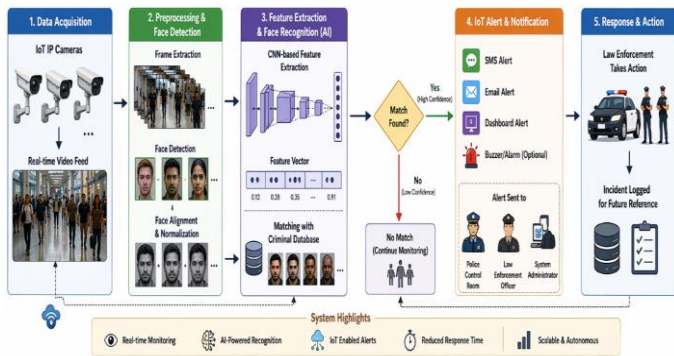 1. Data Acquisition
IoT IP Cameras
...
Real-time Video Feed
2. Preprocessing &
Face Detection
Frame Extraction
...
Face Detection
Face Alignment
& Normalization
3. Feature Extraction
& Face Recognition (AI)
CNN-based Feature
Extraction
Feature Vector
...
0.12 0.28 0.35 ... 0.91
Matching with
Criminal Database
...
Match
Found?
Yes
(High Confidence)
No
(Low Confidence)
No Match
(Continue Monitoring)
4. IoT Alert & Notification
SMS Alert
Email Alert
Dashboard Alert
Buzzer/Alarm (Optional)
Alert Sent to
Police
Control
Room
Law
Enforcement
Officer
System
Administrator
5. Response & Action
Law Enforcement
Takes Action
Incident Logged
for Future Reference
System Highlights
Real-time Monitoring
AI-Powered Recognition
IoT Enabled Alerts
Reduced Response Time
Scalable & Autonomous